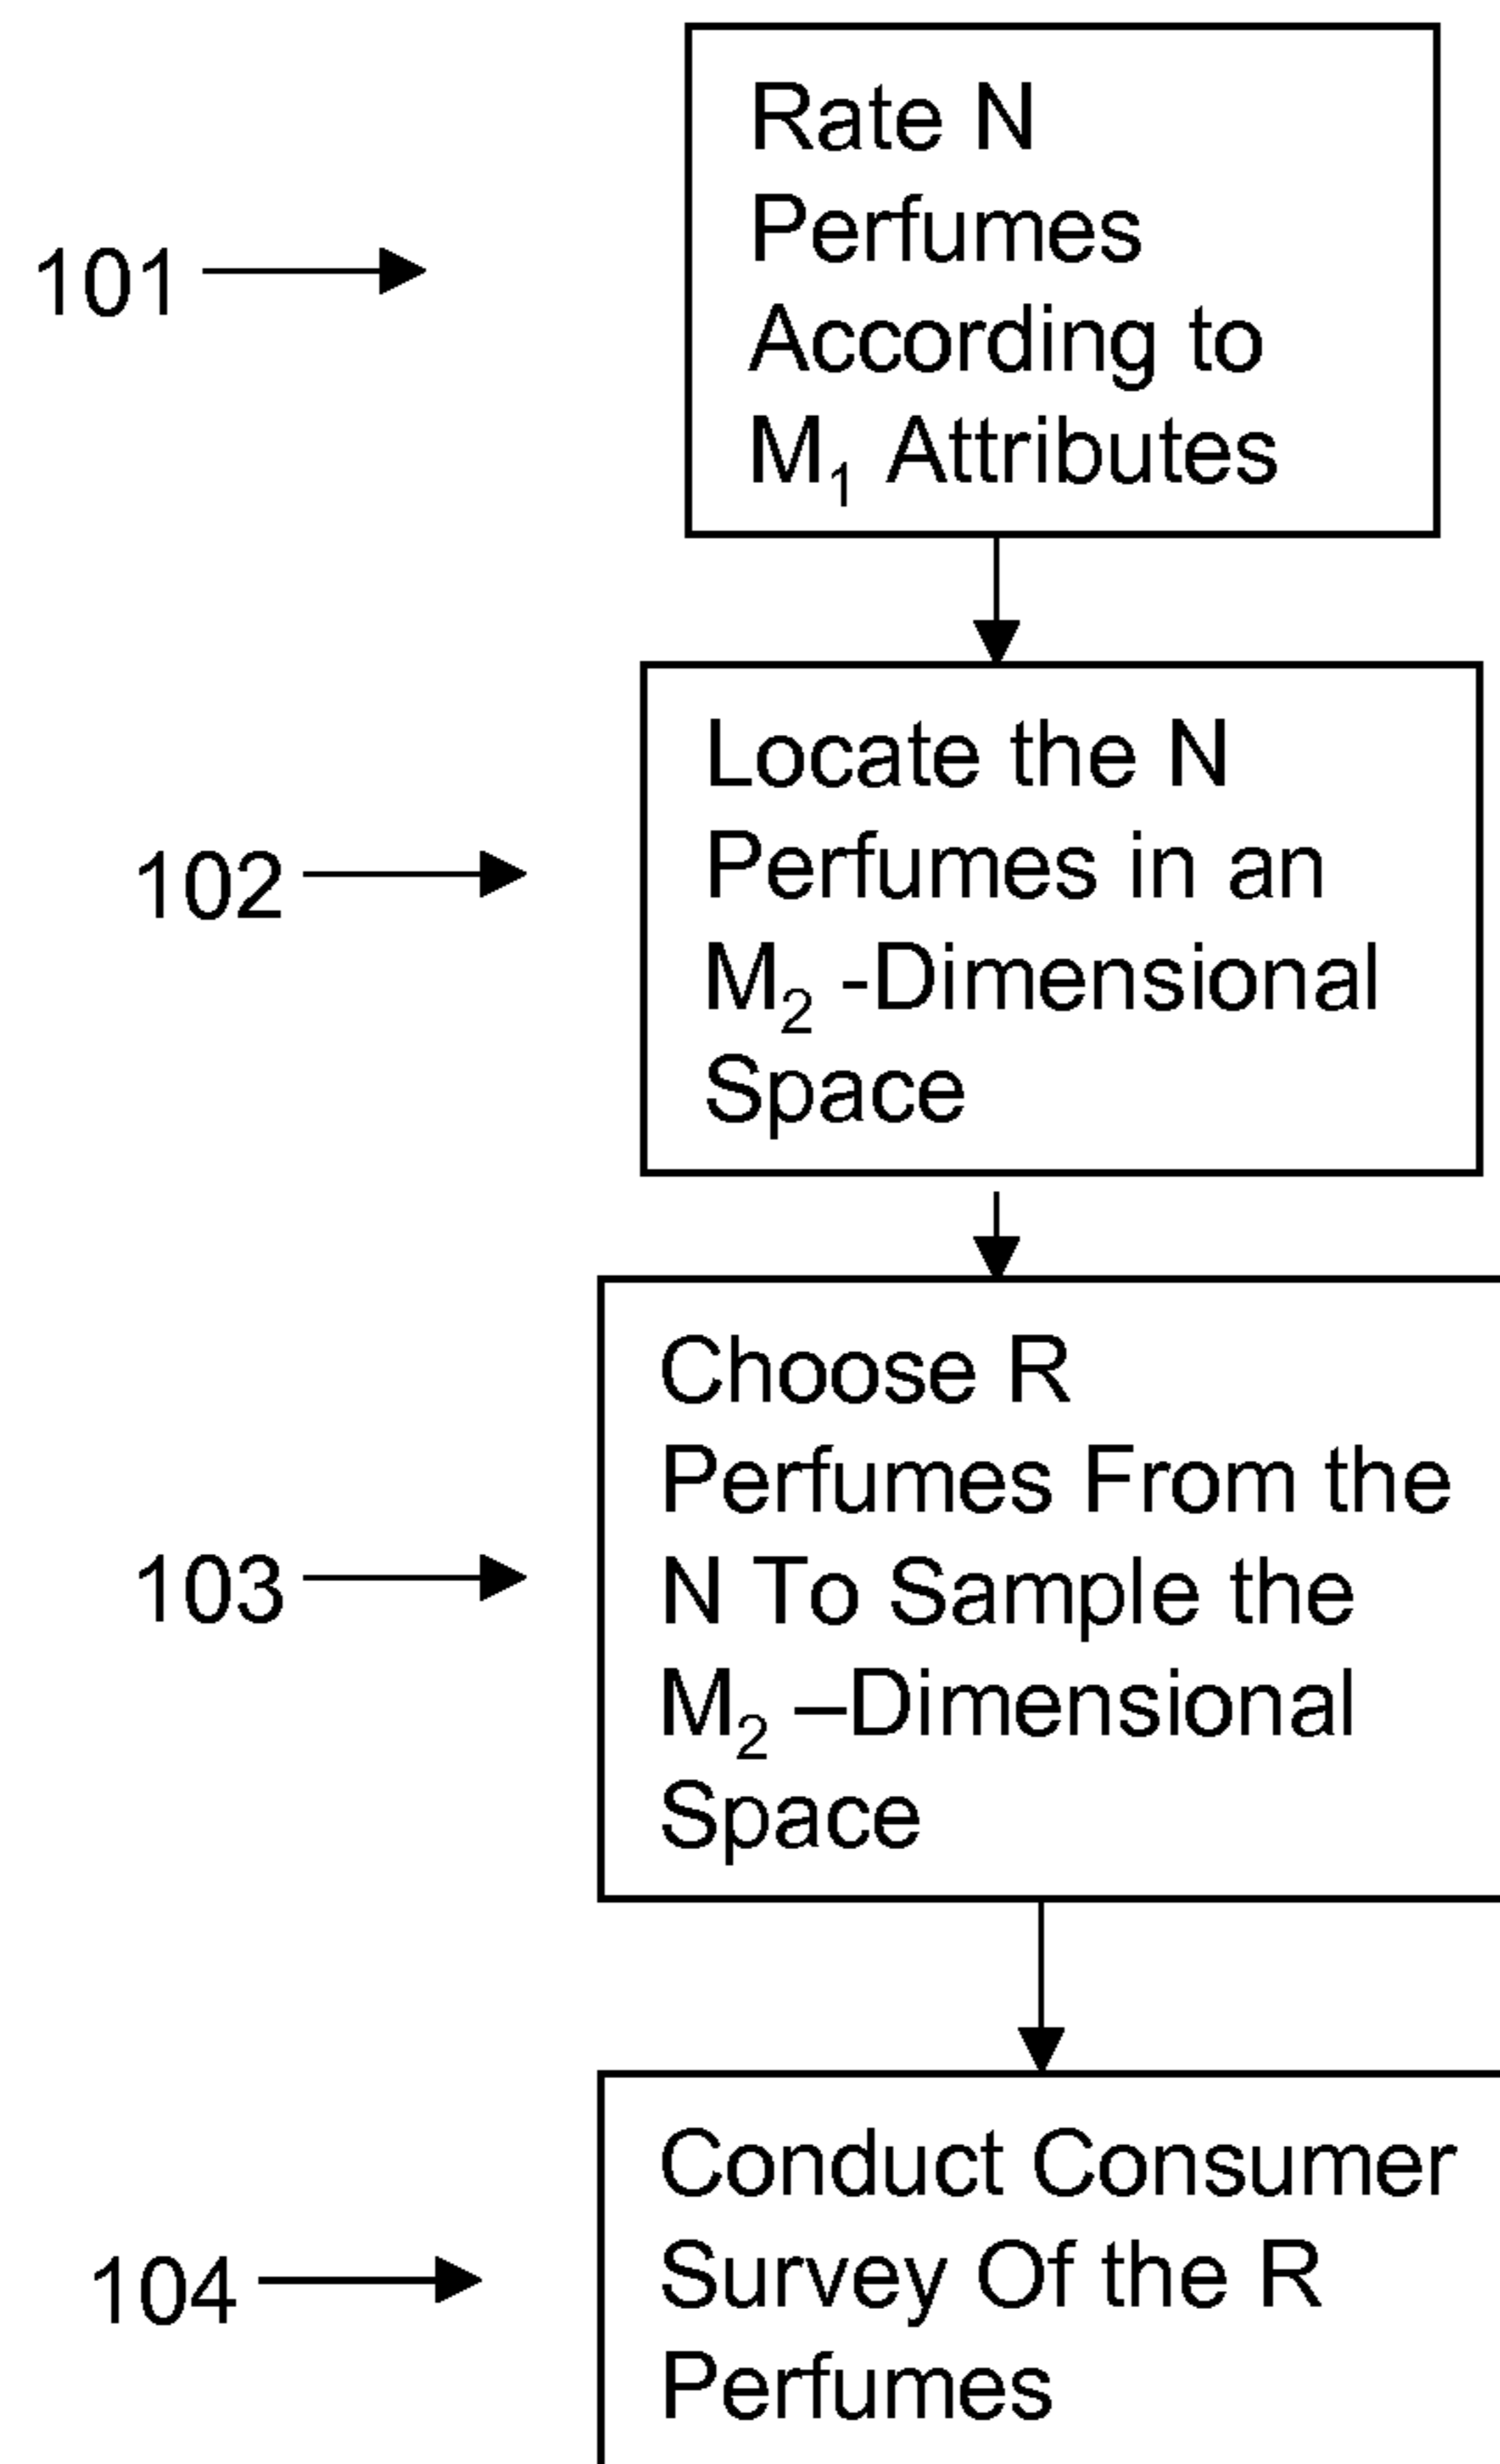 Rate N
Perfumes
101
According to
M₁ Attributes
Locate the N
102
Perfumes in an
M₂ -Dimensional
Space
Choose R
Perfumes From the
103
N To Sample the
M₂ –Dimensional
Space
Conduct Consumer
104
Survey Of the R
Perfumes